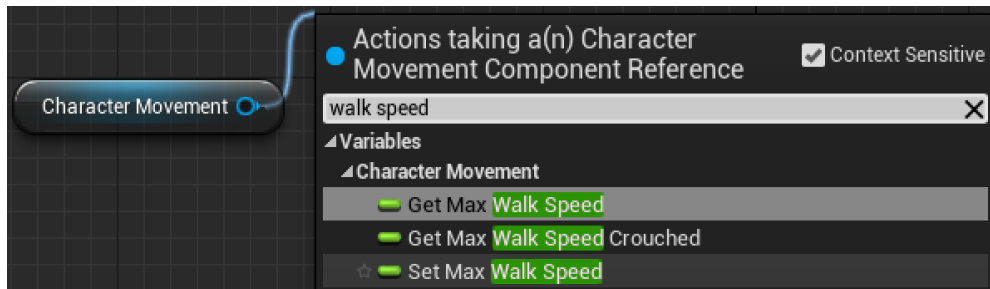 Actions taking a(n) Character
Movement Component Reference
Context Sensitive
Character Movement
walk speed
Variables
Character Movement
Get Max Walk Speed
Get Max Walk Speed Crouched
Set Max Walk Speed